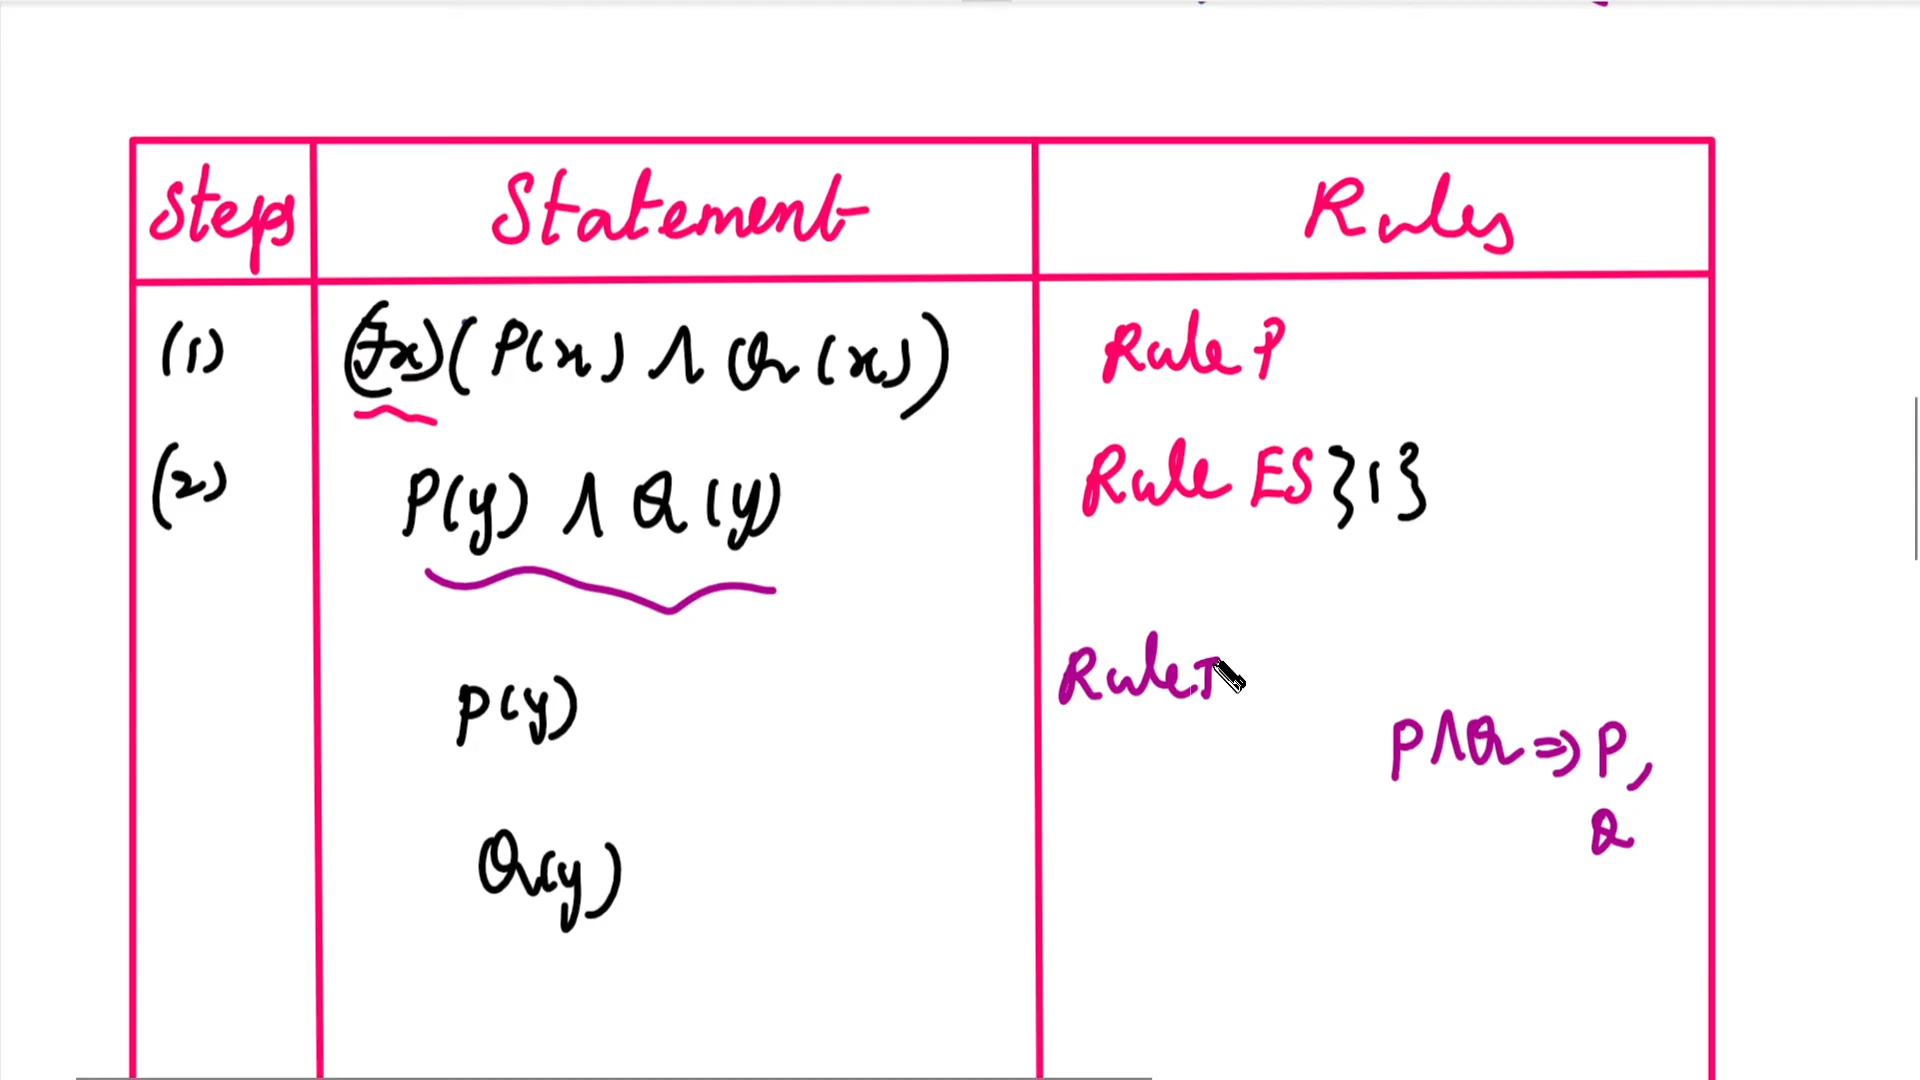 Steps Statement Rules
(1) (∃x)(P(x) ∧ Q(x)) Rule P
(2) P(y) ∧ Q(y) Rule ES {1}
P(y) Rule T
P∧Q ⇒ P,
Q
Q(y)